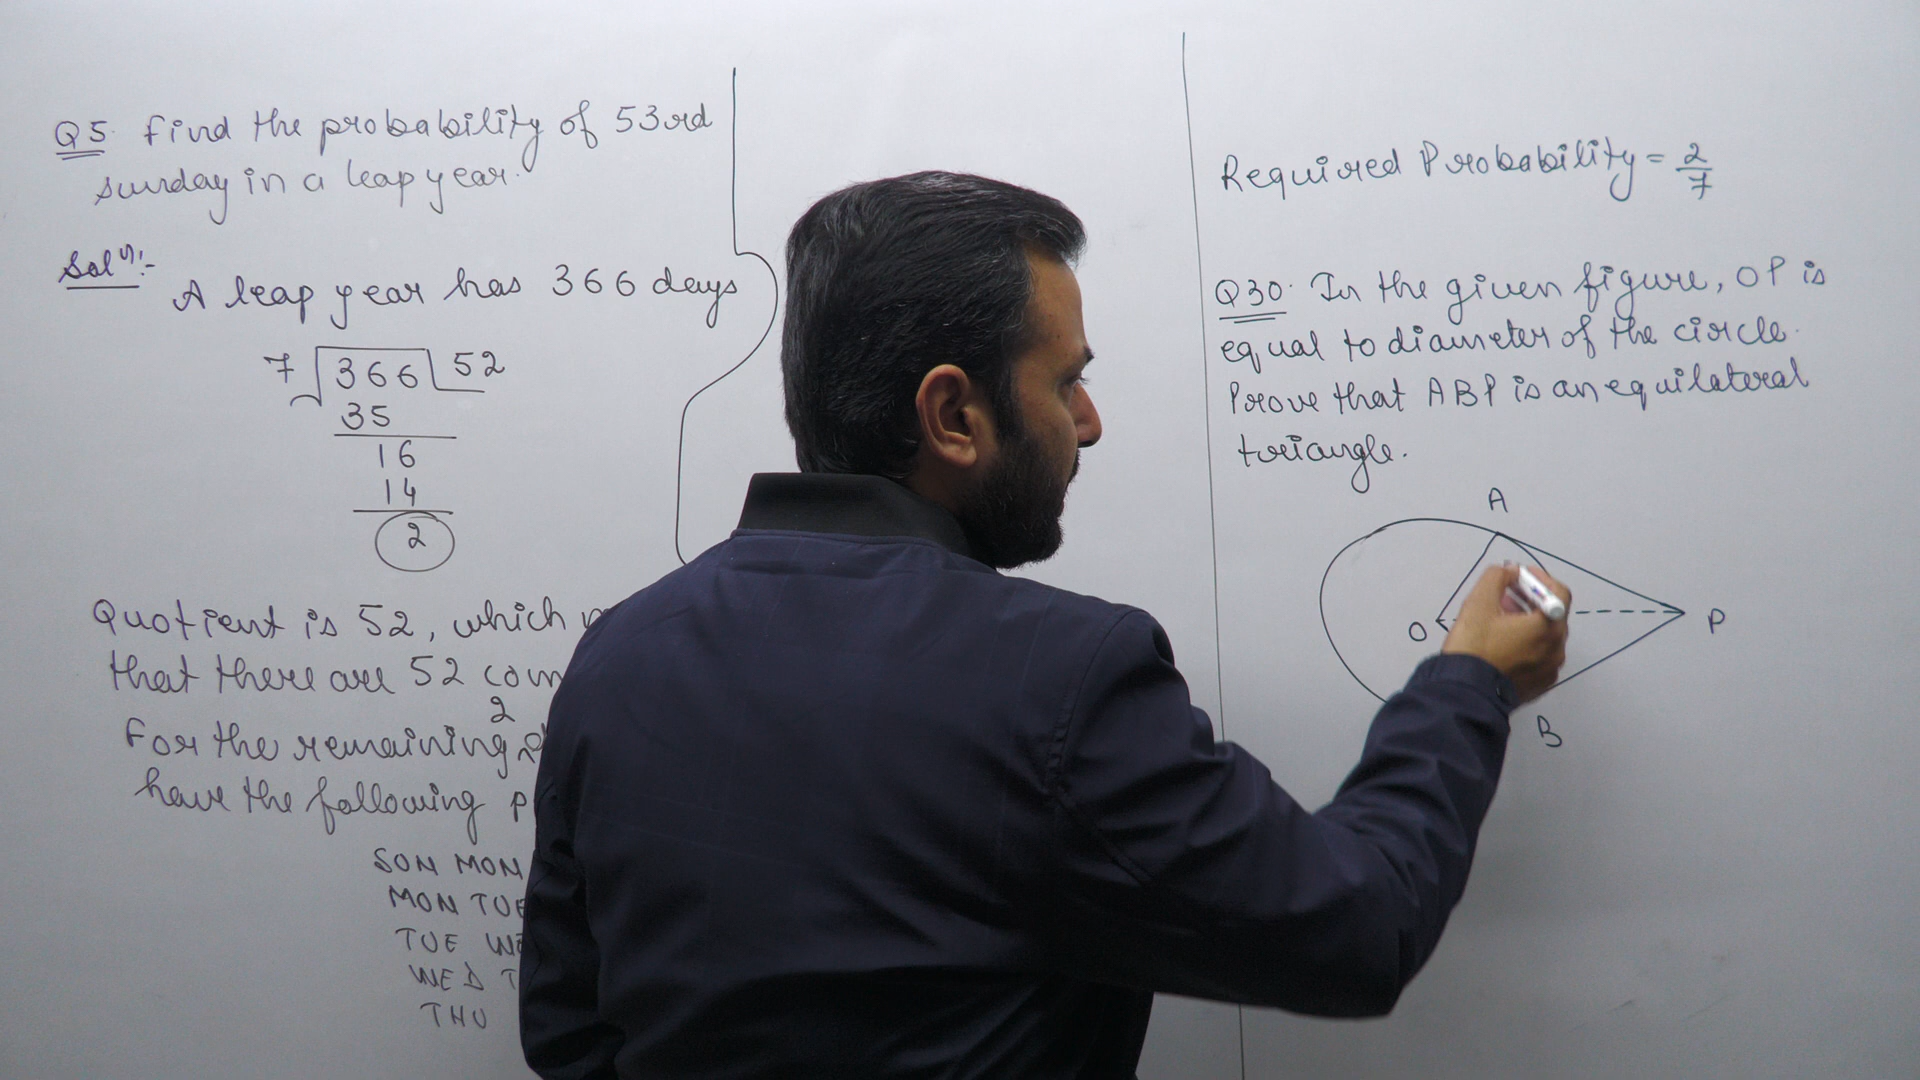 Q5. Find the probability of 53rd
sunday in a leap year.
Solⁿ:-
A leap year has 366 days
7 366 52
35
16
14
2
Quotient is 52, which
that there are 52
2
For the remaining
have the following
SUN MON
MON TUE
TUE
WED
THU
Required Probability = 2/7
Q30. In the given figure, OP is
equal to diameter of the circle.
Prove that ABP is an equilateral
triangle.
A
O
P
B